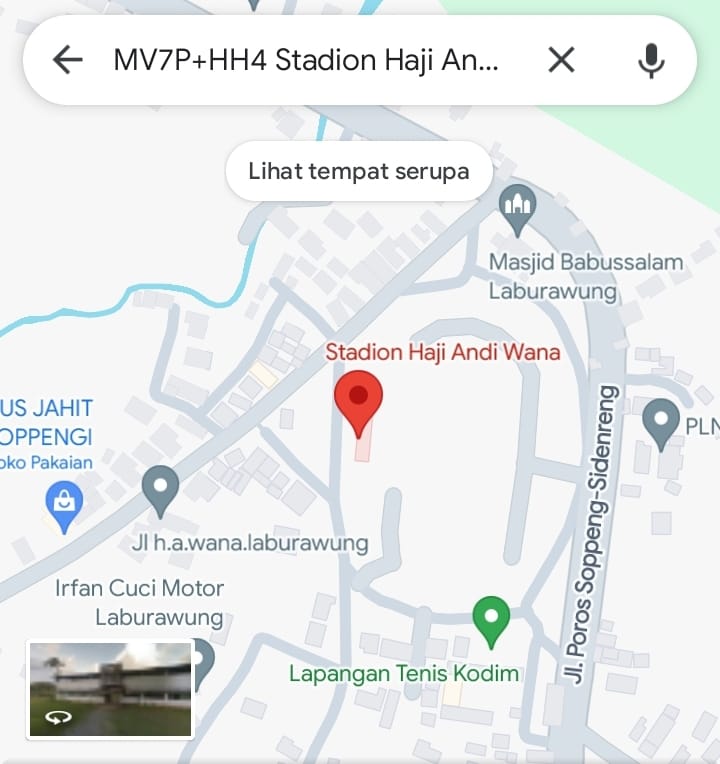 MV7P+HH4 Stadion Haji An...
Lihat tempat serupa
Masjid Babussalam
Laburawung
Stadion Haji Andi Wana
US JAHIT
OPPENGI
oko Pakaian
PLN
Jl h.a.wana.laburawung
Irfan Cuci Motor
Laburawung
Jl. Poros Soppeng-Sidenreng
Lapangan Tenis Kodim